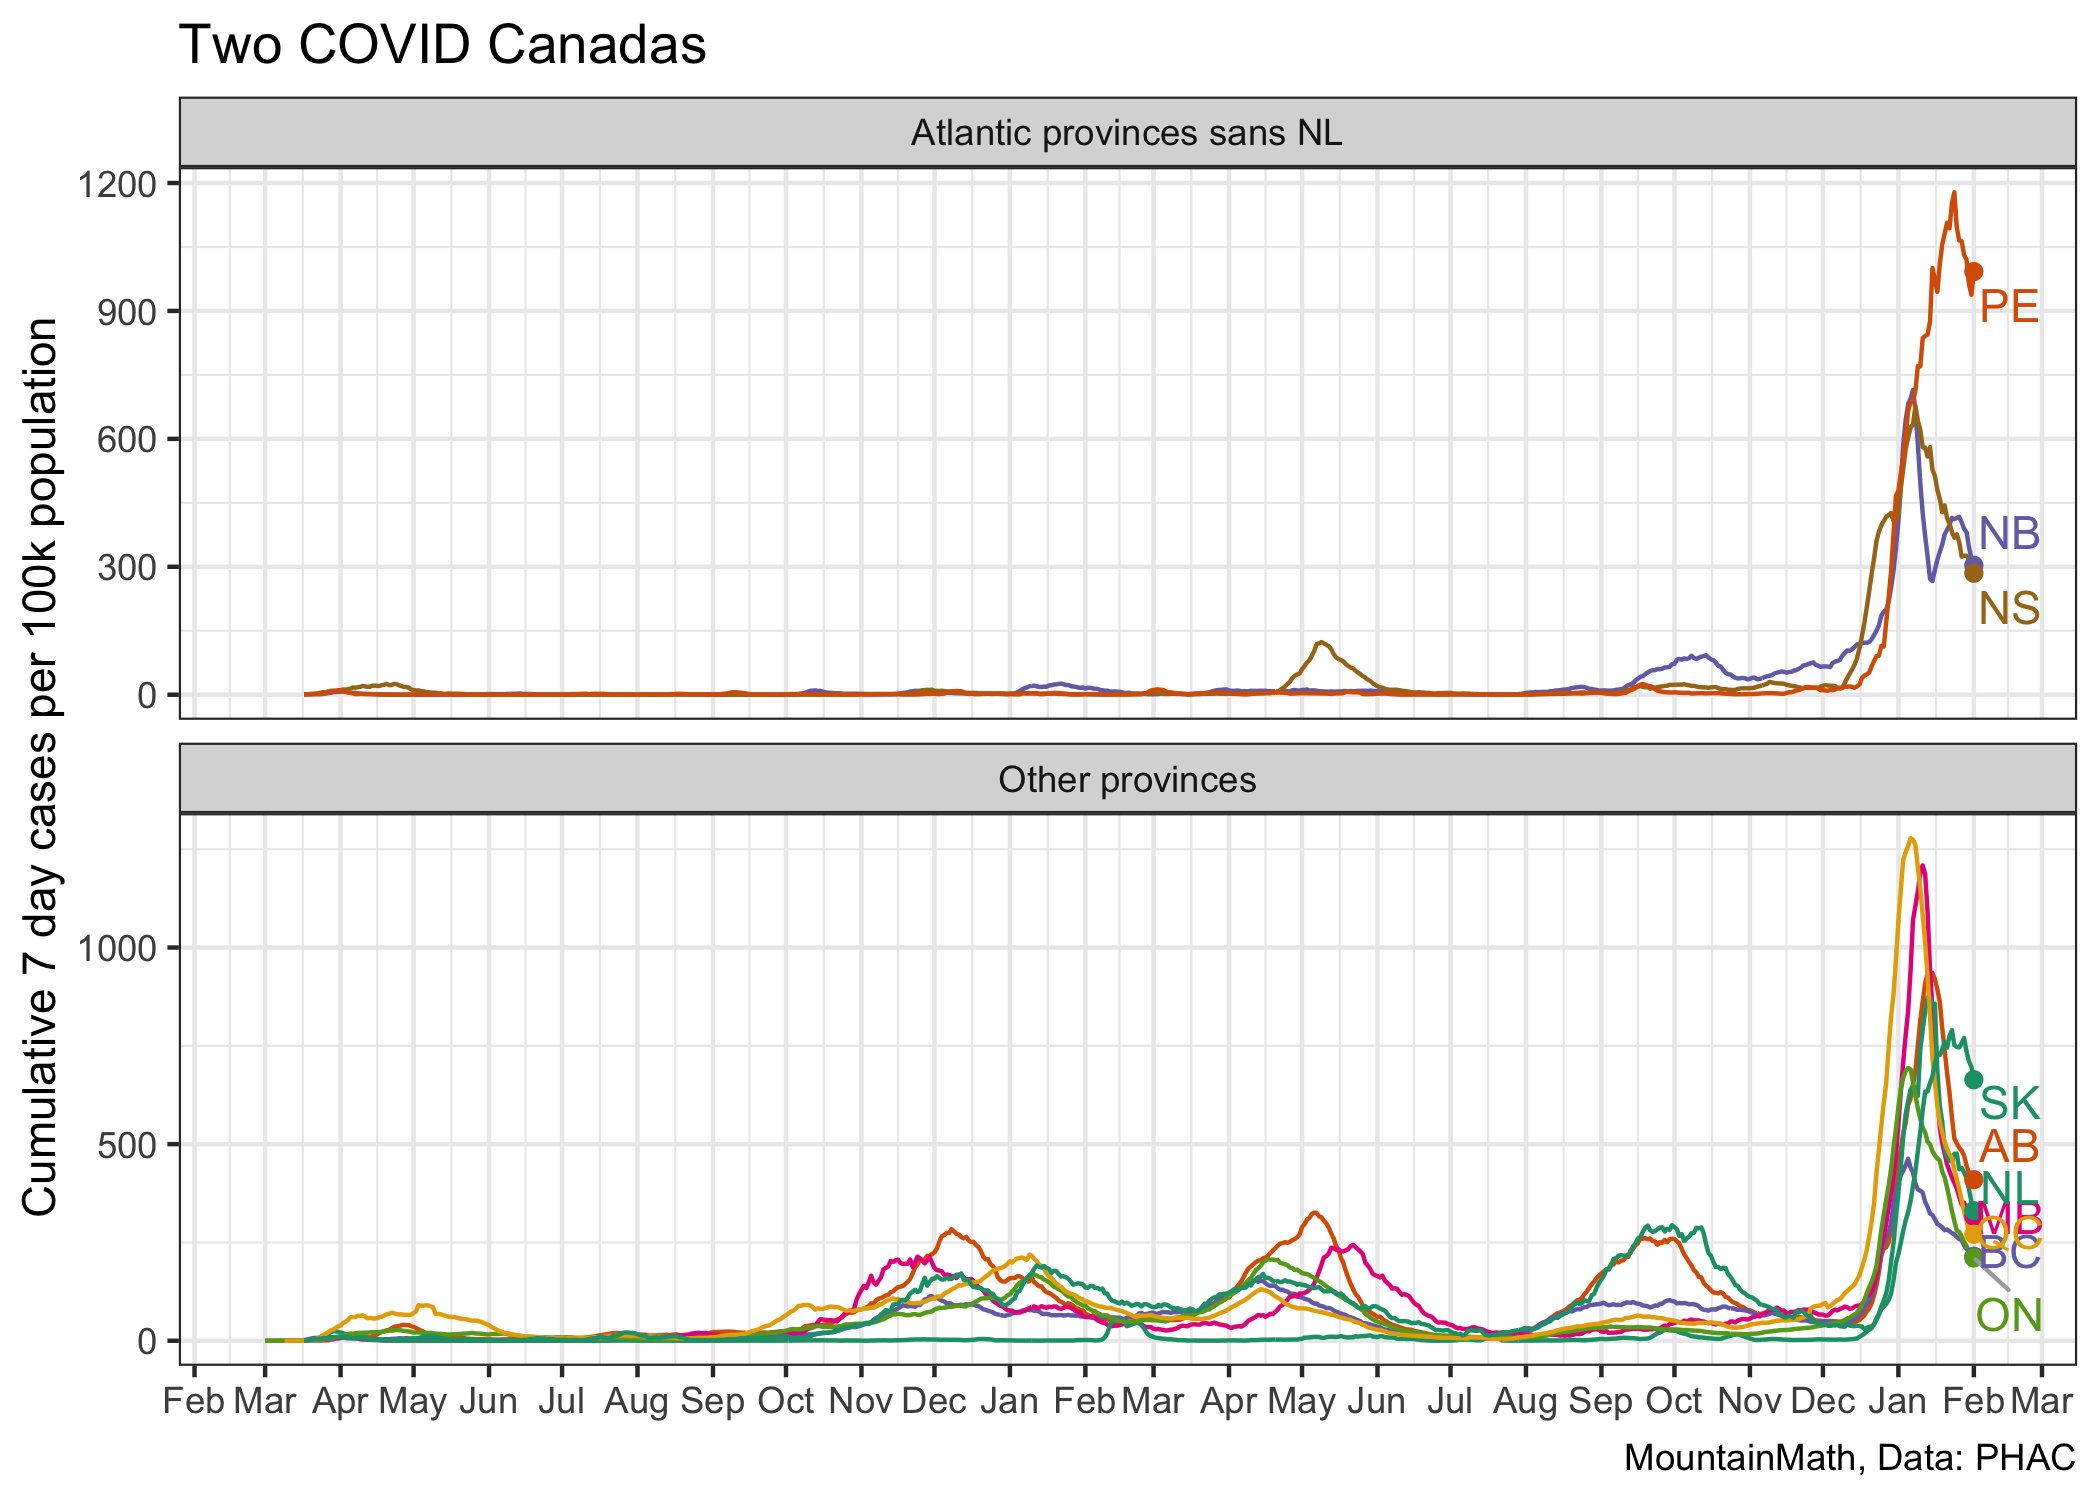 Two COVID Canadas
Atlantic provinces sans NL
Cumulative 7 day cases per 100k population
1200
900
600
300
0
PE
NB
NS
Other provinces
1000
500
0
SK
AB
NL
MB
QC
BC
ON
Feb Mar Apr May Jun Jul Aug Sep Oct Nov Dec Jan Feb Mar Apr May Jun Jul Aug Sep Oct Nov Dec Jan Feb Mar
MountainMath, Data: PHAC